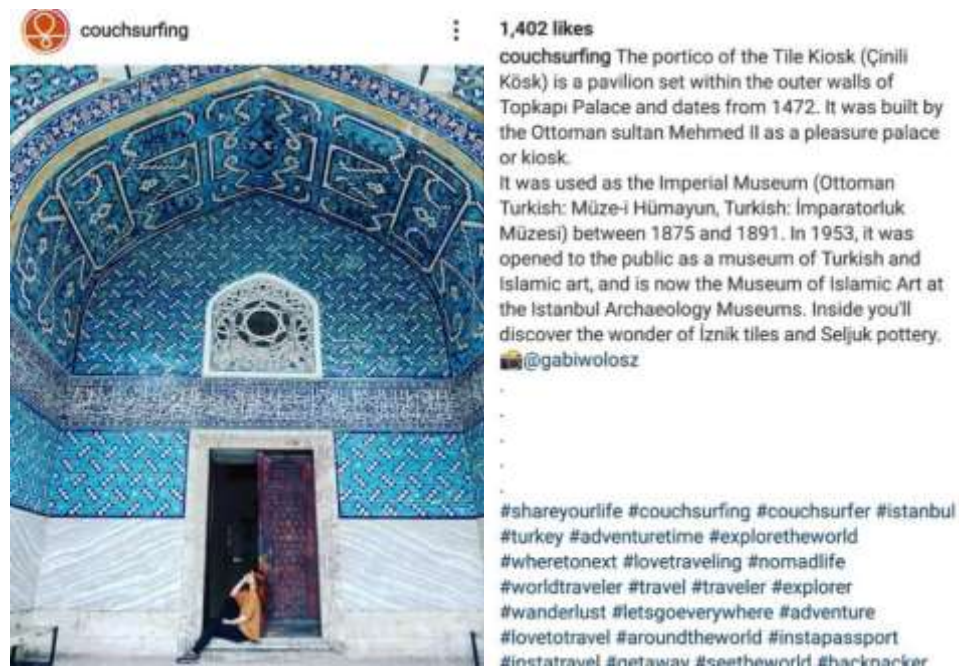 couchsurfing
1,402 likes
couchsurfing The portico of the Tile Kiosk (Çinili
Kösk) is a pavilion set within the outer walls of
Topkapı Palace and dates from 1472. It was built by
the Ottoman sultan Mehmed II as a pleasure palace
or kiosk.
It was used as the Imperial Museum (Ottoman
Turkish: Müze-i Hümayun, Turkish: İmparatorluk
Müzesi) between 1875 and 1891. In 1953, it was
opened to the public as a museum of Turkish and
Islamic art, and is now the Museum of Islamic Art at
the Istanbul Archaeology Museums. Inside you'll
discover the wonder of İznik tiles and Seljuk pottery.
📸@gabiwolosz
.
.
.
.
.
#shareyourlife #couchsurfing #couchsurfer #istanbul
#turkey #adventuretime #exploretheworld
#wheretonext #lovetraveling #nomadlife
#worldtraveler #travel #traveler #explorer
#wanderlust #letsgoeverywhere #adventure
#lovetotravel #aroundtheworld #instapassport
#instatravel #getaway #seetheworld #backpacker